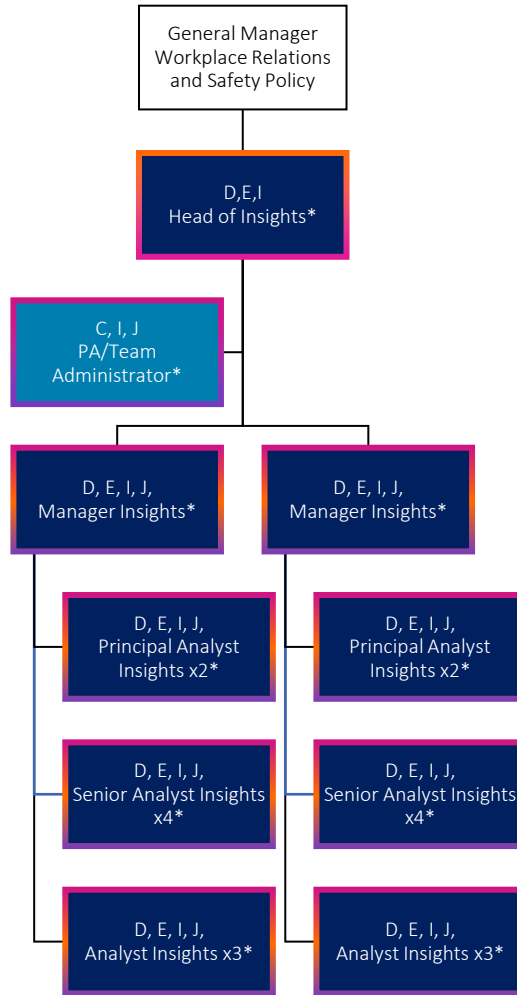 General Manager
Workplace Relations
and Safety Policy
D,E,I
Head of Insights*
C, I, J
PA/Team
Administrator*
D, E, I, J,
Manager Insights*
D, E, I, J,
Manager Insights*
D, E, I, J,
Principal Analyst
Insights x2*
D, E, I, J,
Principal Analyst
Insights x2*
D, E, I, J,
Senior Analyst Insights
x4*
D, E, I, J,
Senior Analyst Insights
x4*
D, E, I, J,
Analyst Insights x3*
D, E, I, J,
Analyst Insights x3*